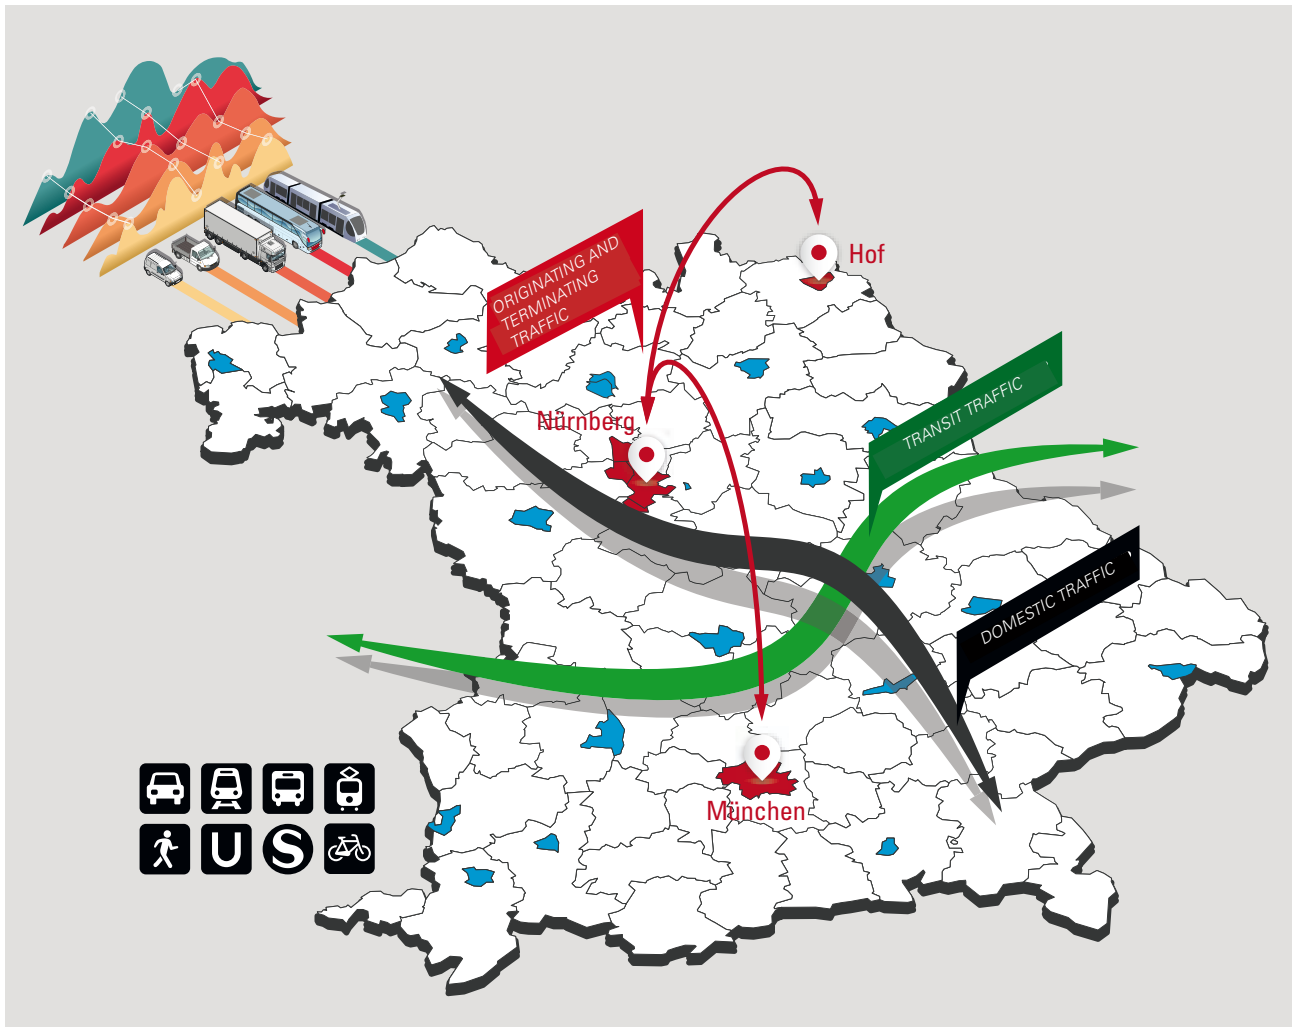 Hof
ORIGINATING AND
TERMINATING
TRAFFIC
TRANSIT TRAFFIC
Nürnberg
DOMESTIC TRAFFIC
München
U
S